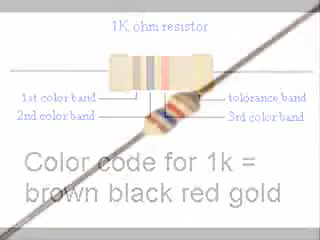 1K ohm resistor
1st color band
tolorance band
2nd color band
3rd color band
Color code for 1k =
brown black red gold